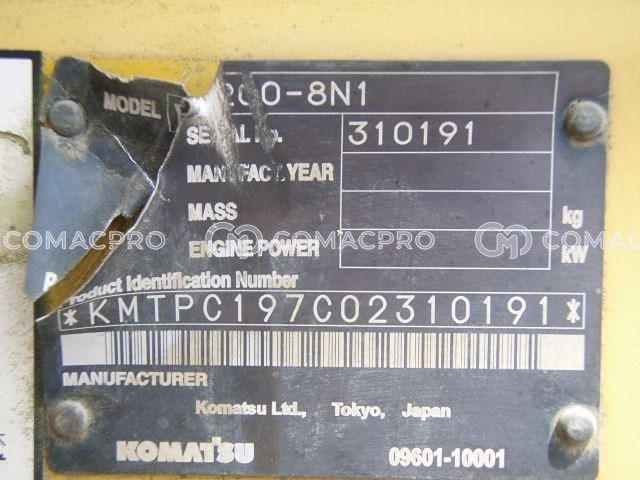 MODEL 200-8N1
SERIAL No. 310191
MANUFACT. YEAR
MASS kg
ENGINE POWER kW
COMACPRO COMACPRO COMACPRO
Product Identification Number
*KMTPC197C02310191*
MANUFACTURER
Komatsu Ltd., Tokyo, Japan
KOMATSU 09601-10001